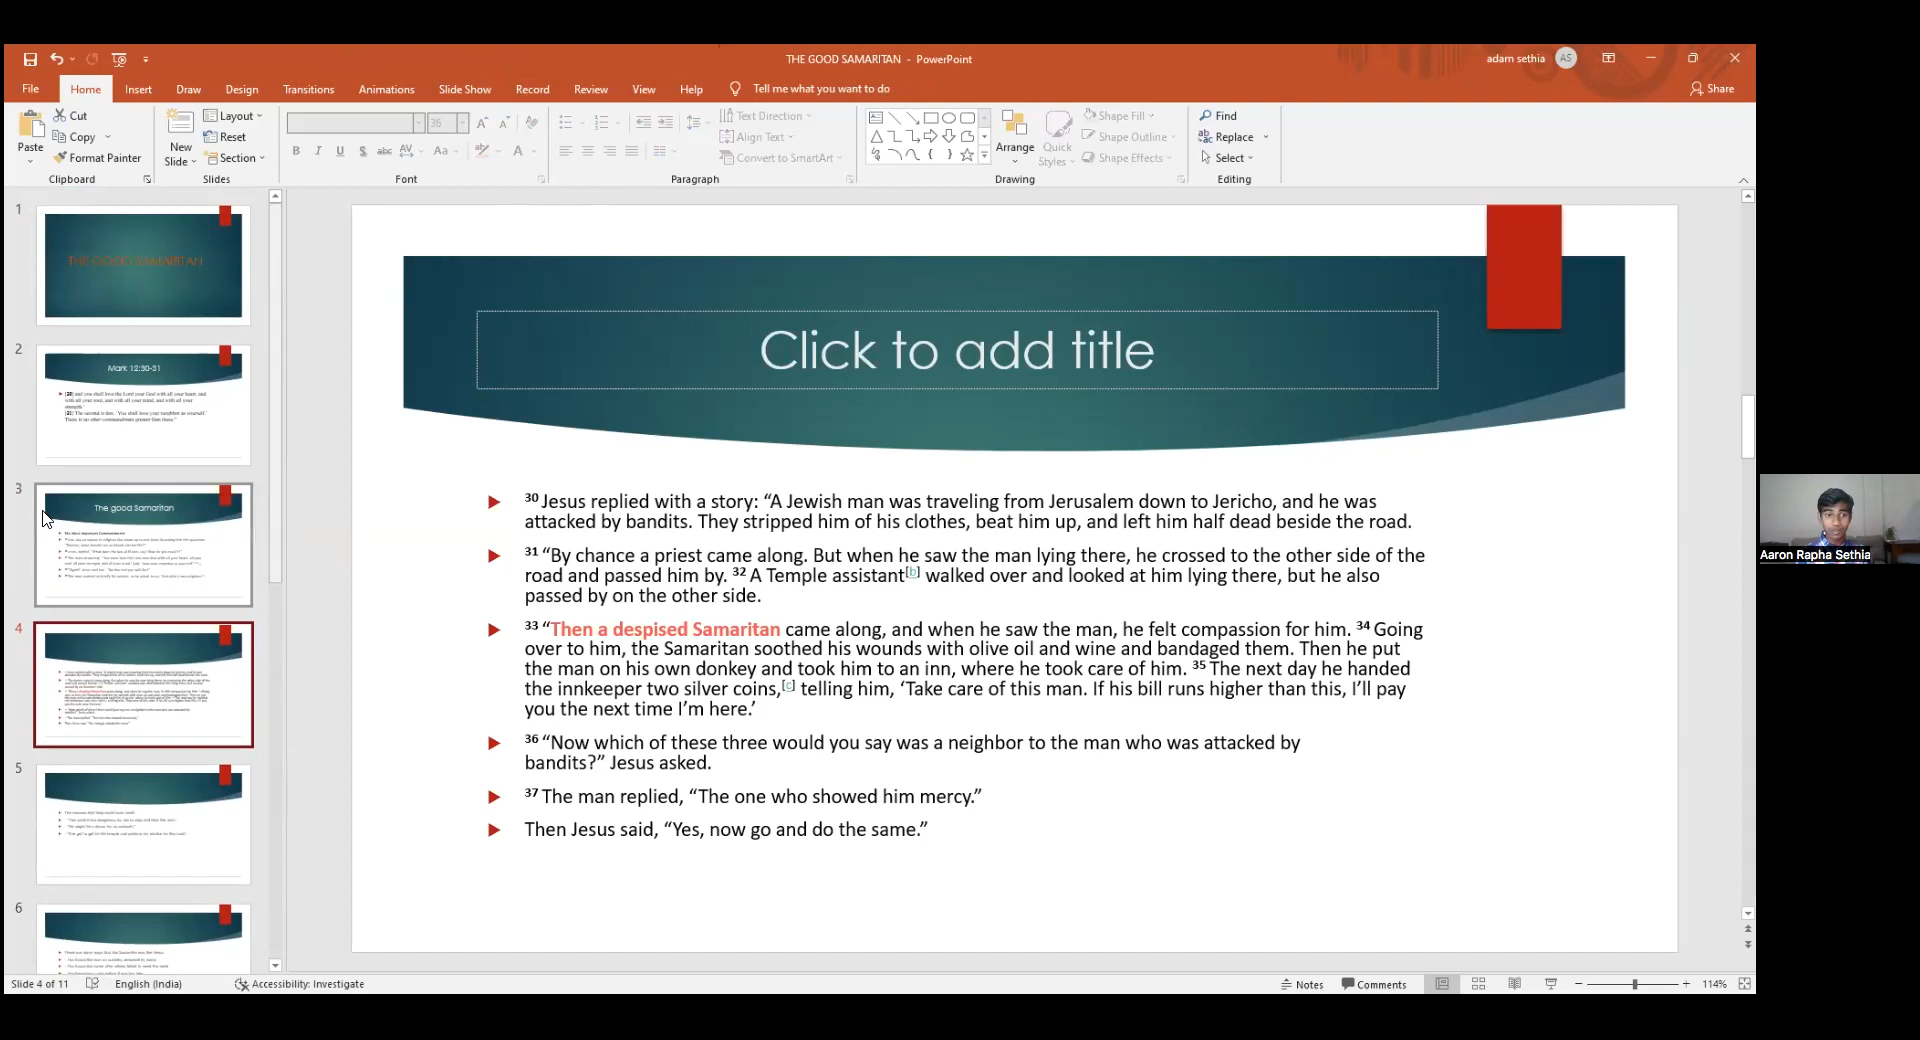 THE GOOD SAMARITAN - PowerPoint
adam sethia
AS
File
Home
Insert
Draw
Design
Transitions
Animations
Slide Show
Record
Review
View
Help
Tell me what you want to do
Share
Paste
Cut
Copy
Format Painter
Clipboard
New
Slide
Layout
Reset
Section
Slides
36
Font
Text Direction
Align Text
Convert to SmartArt
Paragraph
Arrange
Quick
Styles
Shape Fill
Shape Outline
Shape Effects
Drawing
Find
Replace
Select
Editing
1
THE GOOD SAMARITAN
2
Mark 12:30-31
3
The good Samaritan
4
5
6
Click to add title
30 Jesus replied with a story: “A Jewish man was traveling from Jerusalem down to Jericho, and he was
attacked by bandits. They stripped him of his clothes, beat him up, and left him half dead beside the road.
31 “By chance a priest came along. But when he saw the man lying there, he crossed to the other side of the
road and passed him by. 32 A Temple assistant[b] walked over and looked at him lying there, but he also
passed by on the other side.
33 “Then a despised Samaritan came along, and when he saw the man, he felt compassion for him. 34 Going
over to him, the Samaritan soothed his wounds with olive oil and wine and bandaged them. Then he put
the man on his own donkey and took him to an inn, where he took care of him. 35 The next day he handed
the innkeeper two silver coins,[c] telling him, ‘Take care of this man. If his bill runs higher than this, I’ll pay
you the next time I’m here.’
36 “Now which of these three would you say was a neighbor to the man who was attacked by
bandits?” Jesus asked.
37 The man replied, “The one who showed him mercy.”
Then Jesus said, “Yes, now go and do the same.”
Aaron Rapha Sethia
Slide 4 of 11
English (India)
Accessibility: Investigate
Notes
Comments
114%